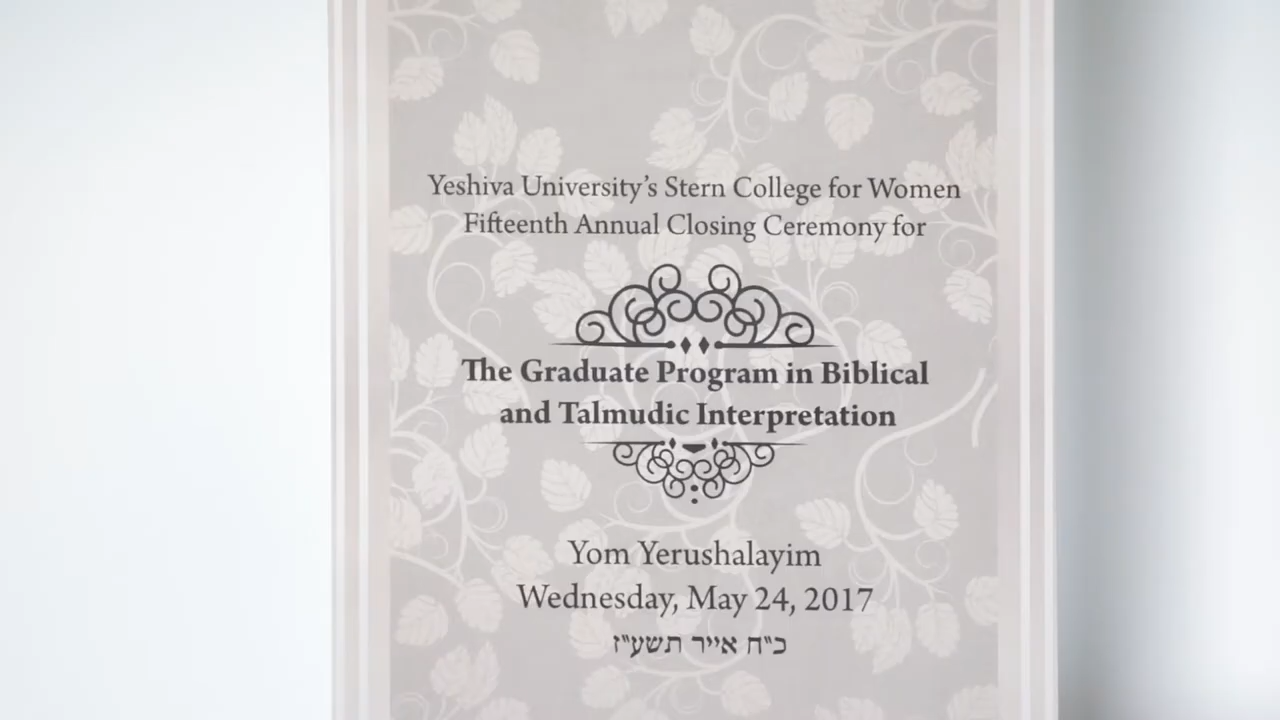 Yeshiva University’s Stern College for Women
Fifteenth Annual Closing Ceremony for
The Graduate Program in Biblical
and Talmudic Interpretation
Yom Yerushalayim
Wednesday, May 24, 2017
כ"ח אייר תשע"ז